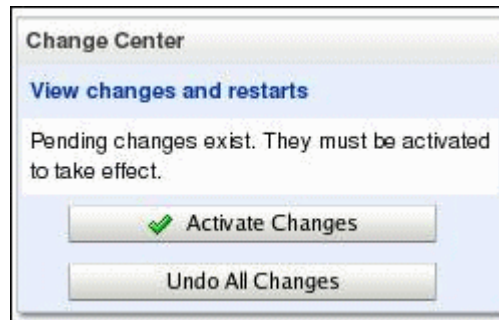 Change Center
View changes and restarts
Pending changes exist. They must be activated
to take effect.
Activate Changes
Undo All Changes